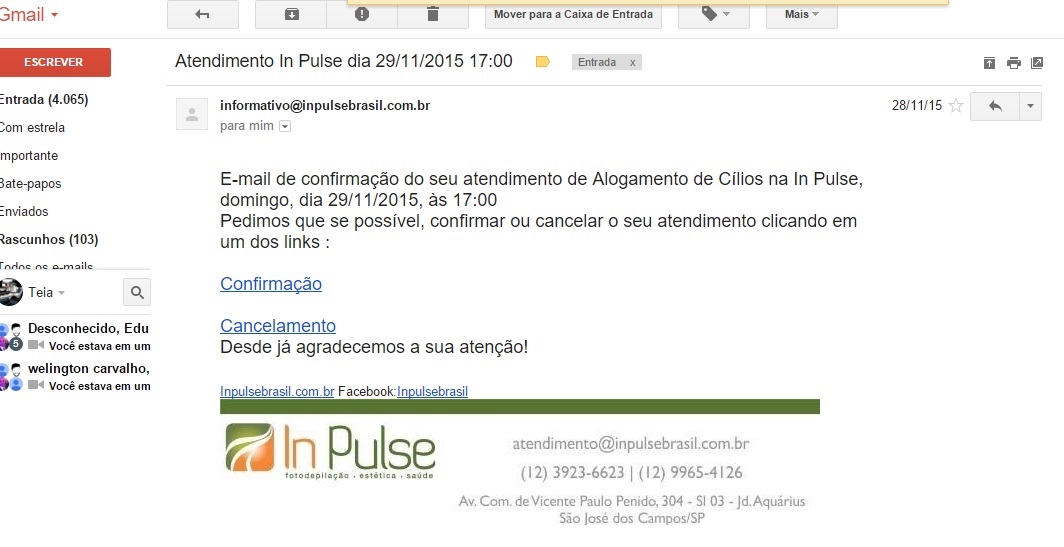 Gmail
Mover para a Caixa de Entrada
Mais
ESCREVER
Atendimento In Pulse dia 29/11/2015 17:00
Entrada x
Entrada (4.065)
Com estrela
mportante
Bate-papos
Enviados
Rascunhos (103)
Todos os e-mails
Teia
Desconhecido, Edu
5
Você estava em um
welington carvalho,
Você estava em um
informativo@inpulsebrasil.com.br
28/11/15
para mim
E-mail de confirmação do seu atendimento de Alogamento de Cílios na In Pulse,
domingo, dia 29/11/2015, às 17:00
Pedimos que se possível, confirmar ou cancelar o seu atendimento clicando em
um dos links :
Confirmação
Cancelamento
Desde já agradecemos a sua atenção!
Inpulsebrasil.com.br Facebook:Inpulsebrasil
In Pulse
fotodepilação • estética • saúde
atendimento@inpulsebrasil.com.br
(12) 3923-6623 | (12) 9965-4126
Av. Com. de Vicente Paulo Penido, 304 - Sl 03 - Jd. Aquárius
São José dos Campos/SP